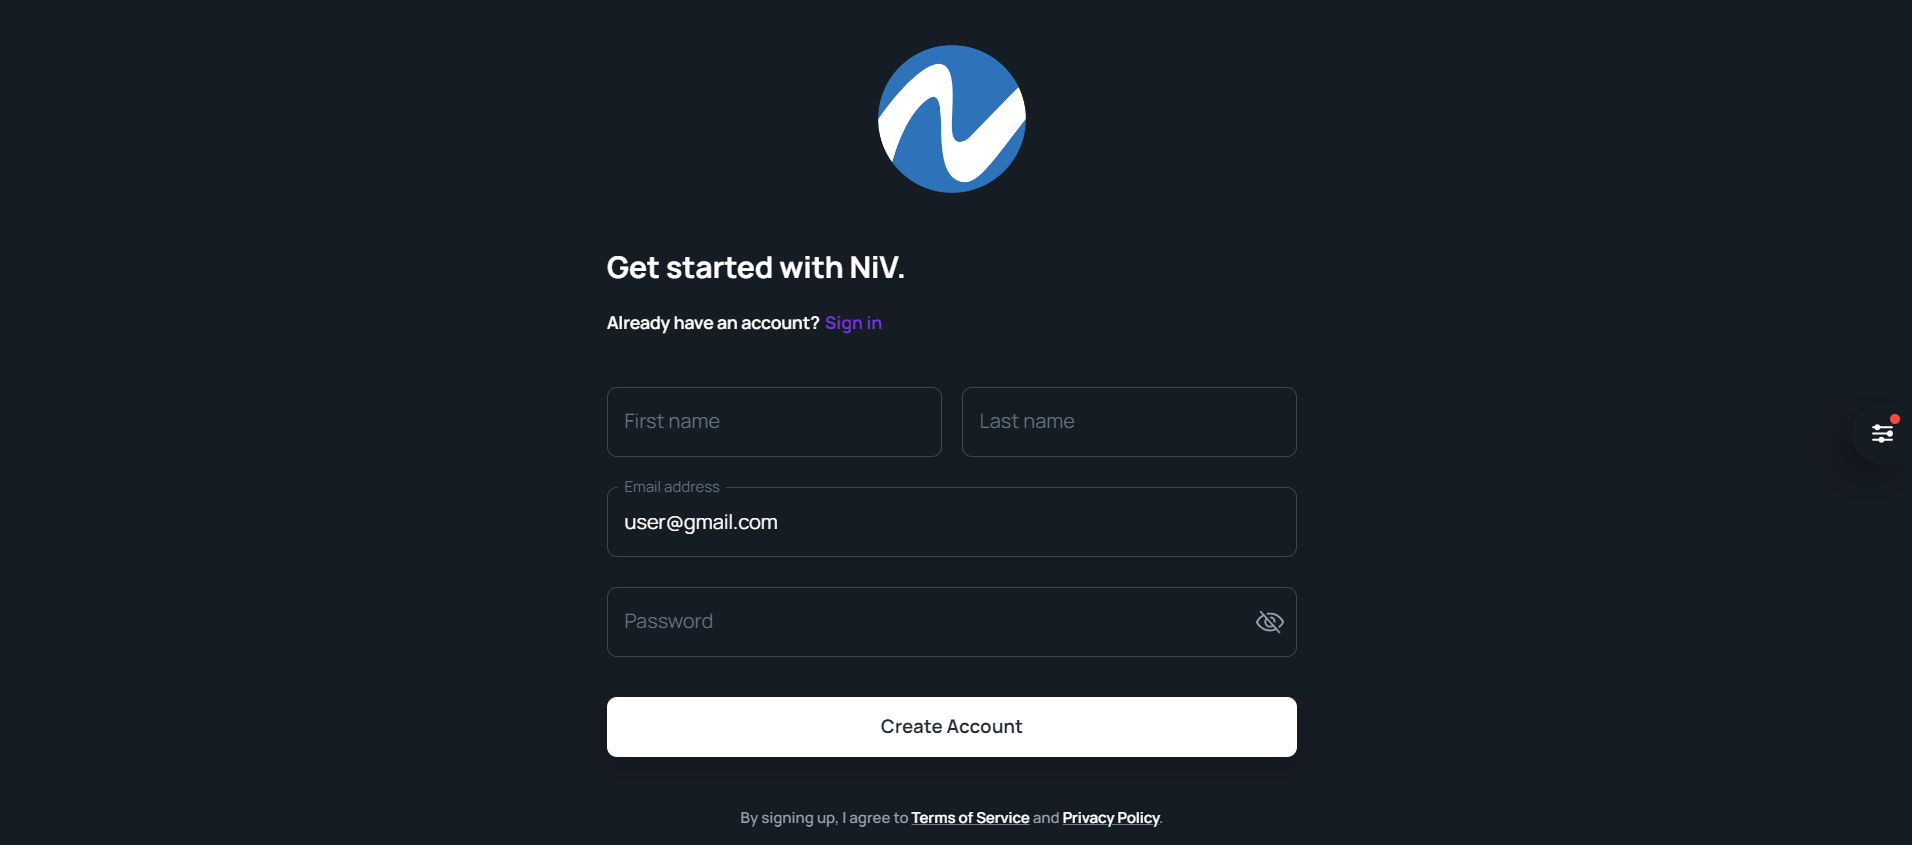 Get started with NiV.
Already have an account? Sign in
First name
Last name
Email address
user@gmail.com
Password
Create Account
By signing up, I agree to Terms of Service and Privacy Policy.